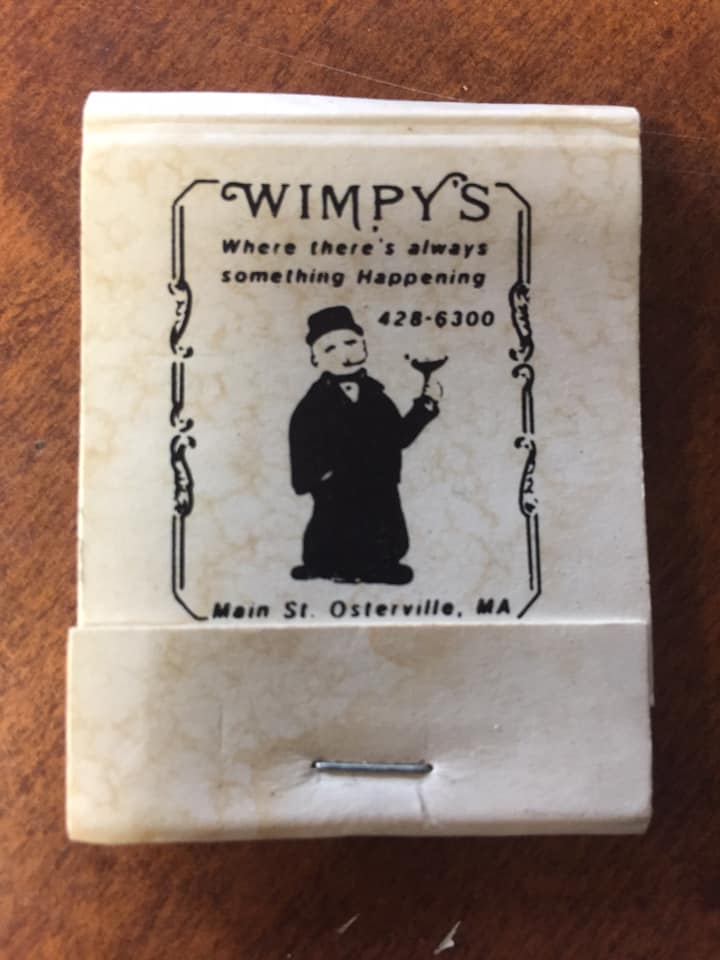 WIMPY'S
Where there's always
something Happening
428-6300
Main St. Osterville, MA